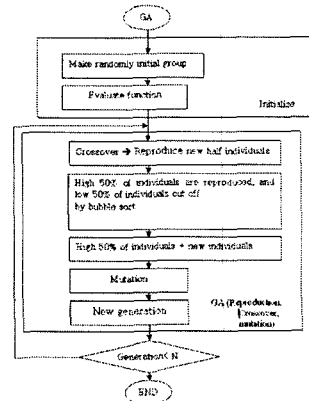 GA
Make randomly initial group
Evaluate function
Initialize
Crossover → Reproduce new half individuals
High 50% of individuals are reproduced, and
low 50% of individuals cut off
by bubble sort
High 50% of individuals + new individuals
Mutation
New generation
GA (Reproduction,
Crossover,
mutation)
Generation< N
END